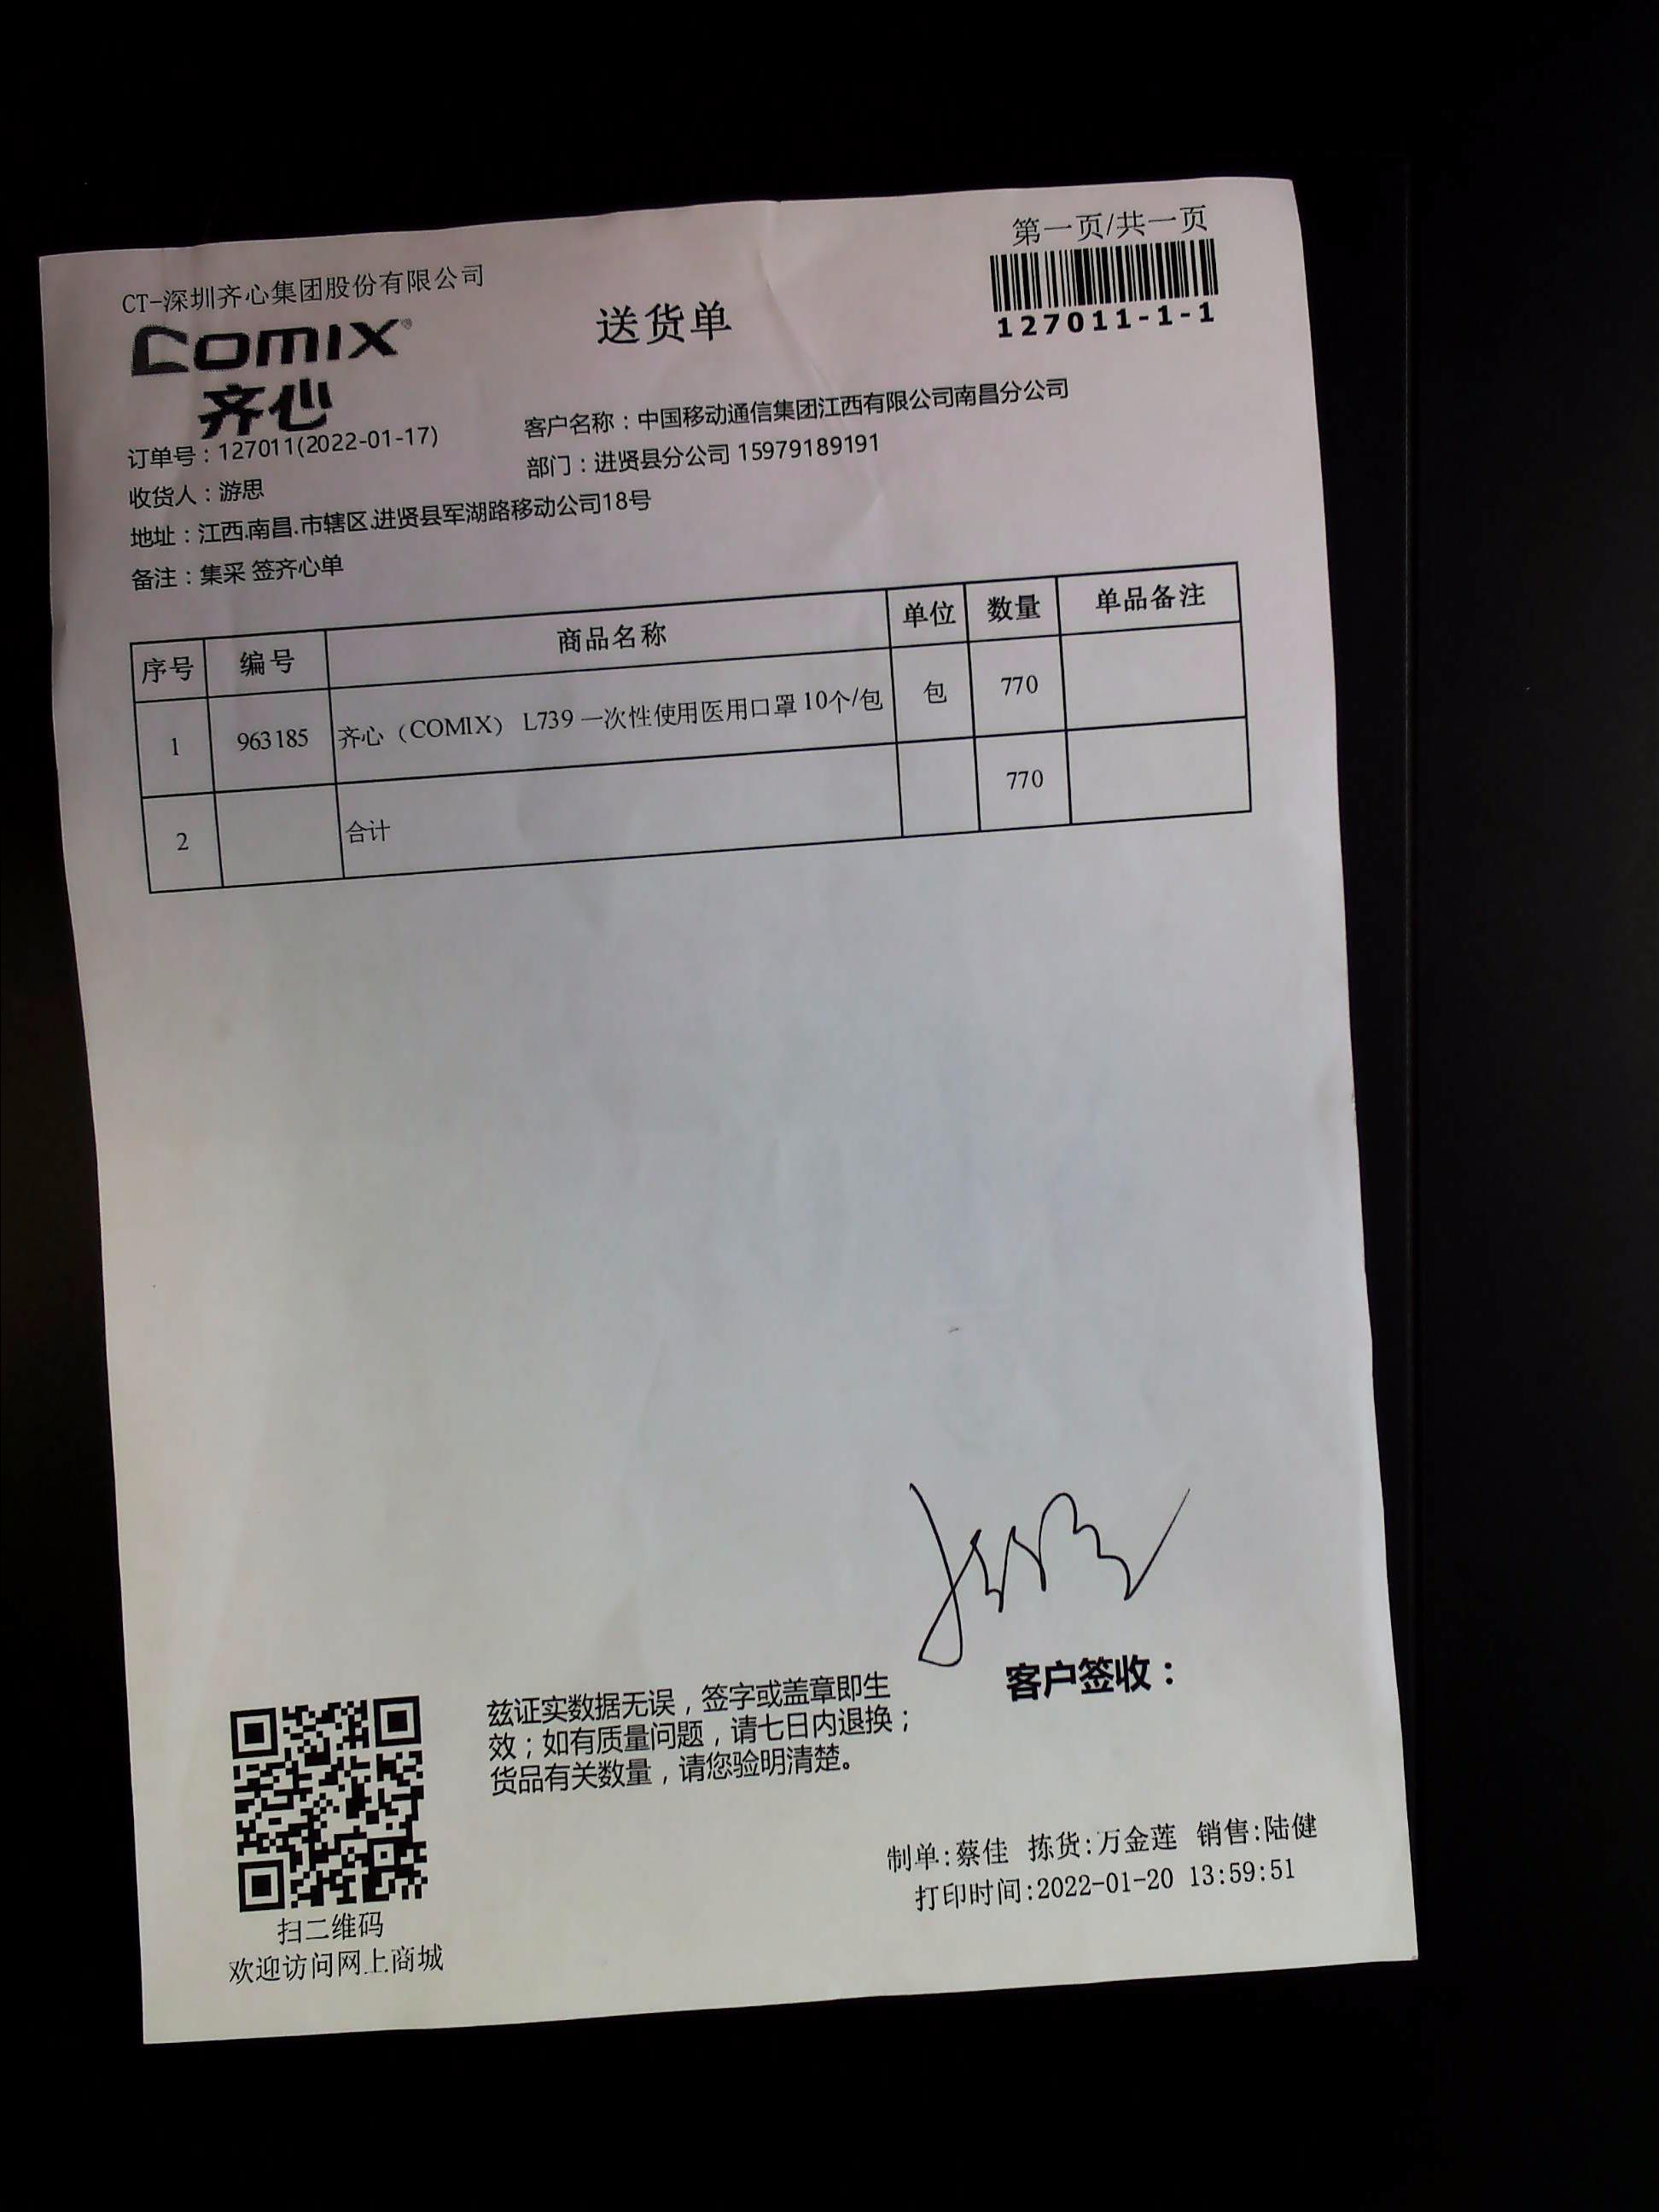 第一页/共一页
CT-深圳齐心集团股份有限公司
COMIX®
齐心
送货单
127011-1-1
订单号：127011(2022-01-17)
客户名称：中国移动通信集团江西有限公司南昌分公司
收货人：游思
部门：进贤县分公司 15979189191
地址：江西.南昌.市辖区.进贤县军湖路移动公司18号
备注：集采 签齐心单
序号 编号 商品名称 单位 数量 单品备注
1 963185 齐心（COMIX） L739 一次性使用医用口罩 10个/包 包 770
2 合计 770
兹证实数据无误，签字或盖章即生
效；如有质量问题，请七日内退换；
货品有关数量，请您验明清楚。
客户签收：
扫二维码
欢迎访问网上商城
制单:蔡佳 拣货:万金莲 销售:陆健
打印时间:2022-01-20 13:59:51